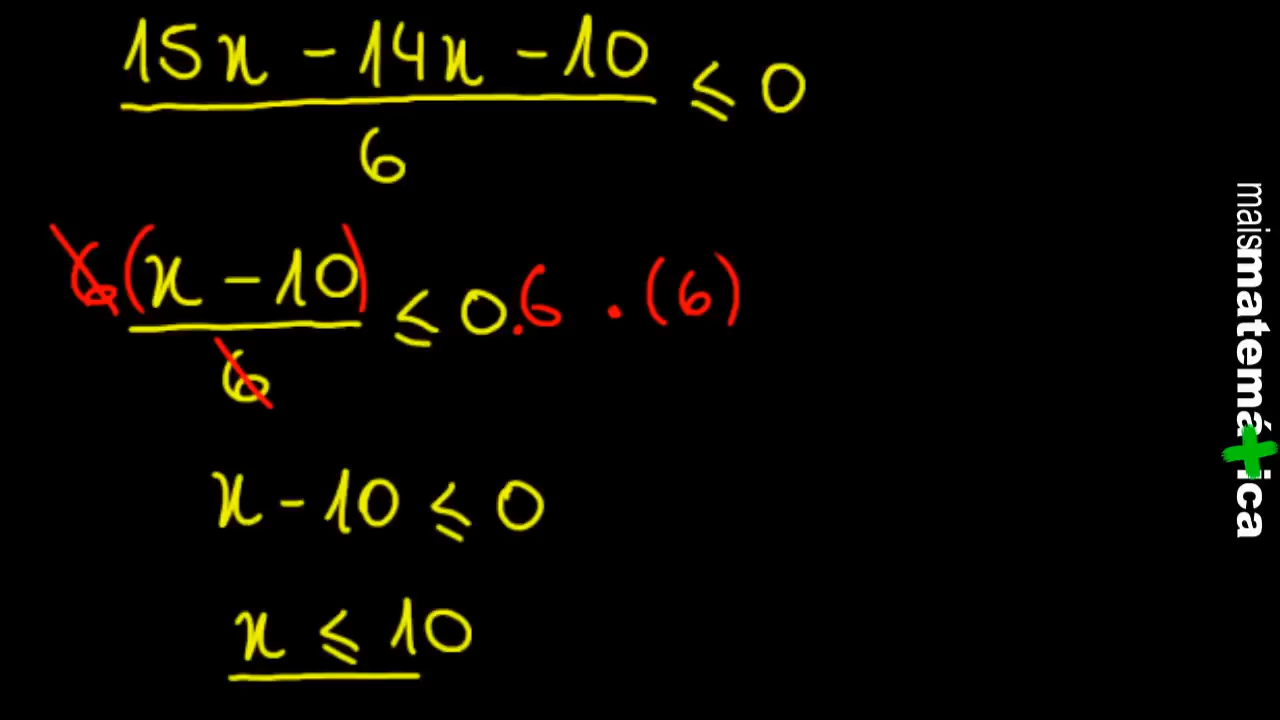 15x - 14x - 10 ≤ 0
6
6(x - 10) ≤ 0.6 · (6)
6
x - 10 ≤ 0
x ≤ 10
maismatemática